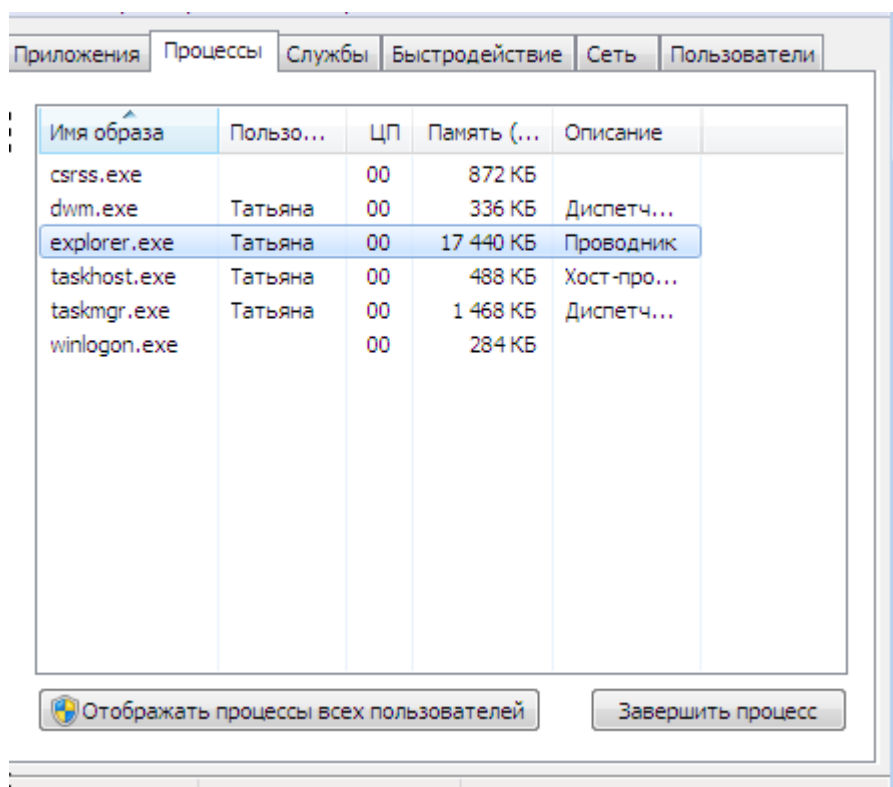 Приложения Процессы Службы Быстродействие Сеть Пользователи
Имя образа Пользо... ЦП Память (... Описание
csrss.exe 00 872 КБ
dwm.exe Татьяна 00 336 КБ Диспетч...
explorer.exe Татьяна 00 17 440 КБ Проводник
taskhost.exe Татьяна 00 488 КБ Хост-про...
taskmgr.exe Татьяна 00 1 468 КБ Диспетч...
winlogon.exe 00 284 КБ
Отображать процессы всех пользователей Завершить процесс